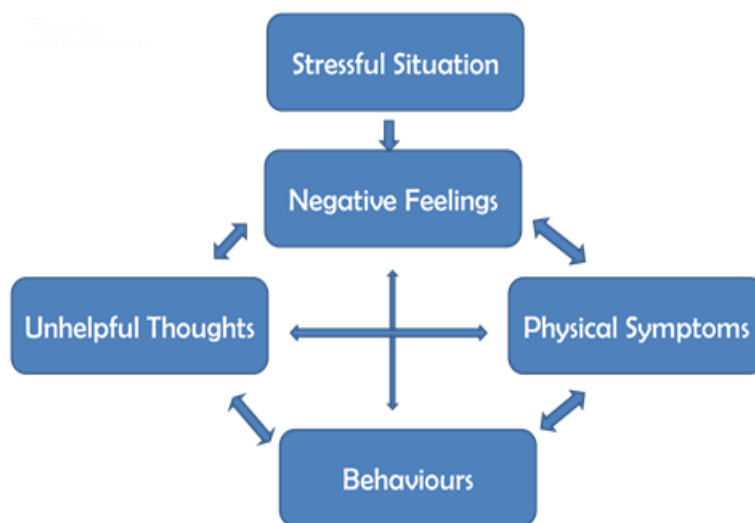 Stressful Situation
Negative Feelings
Unhelpful Thoughts
Physical Symptoms
Behaviours